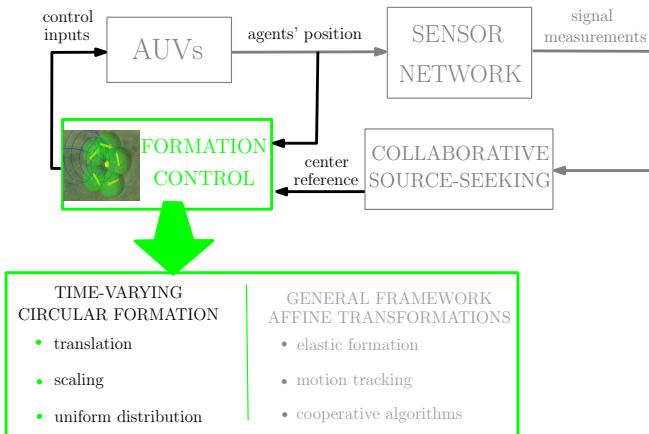 control
inputs
AUVs
agents' position
SENSOR
NETWORK
signal
measurements
FORMATION
CONTROL
center
reference
COLLABORATIVE
SOURCE-SEEKING
TIME-VARYING
CIRCULAR FORMATION
• translation
• scaling
• uniform distribution
GENERAL FRAMEWORK
AFFINE TRANSFORMATIONS
• elastic formation
• motion tracking
• cooperative algorithms